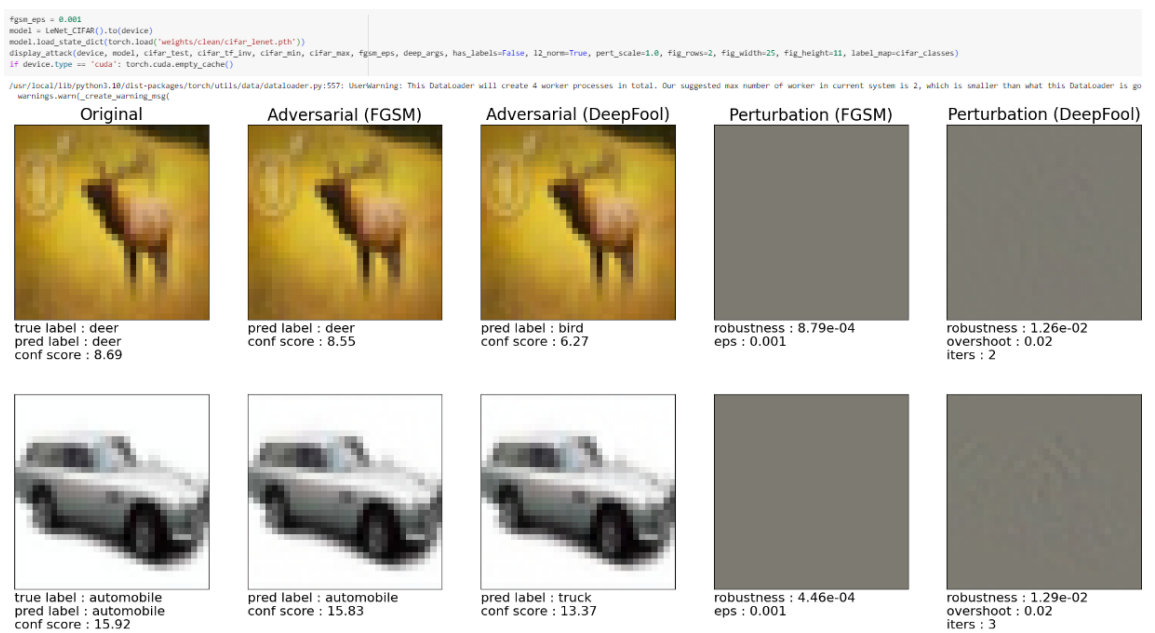 fgsm_eps = 0.001
model = LeNet_CIFAR().to(device)
model.load_state_dict(torch.load('weights/clean/cifar_lenet.pth'))
display_attack(device, model, cifar_test, cifar_tf_inv, cifar_min, cifar_max, fgsm_eps, deep_args, has_labels=False, l2_norm=True, pert_scale=1.0, fig_rows=2, fig_width=25, fig_height=11, label_map=cifar_classes)
if device.type == 'cuda': torch.cuda.empty_cache()
/usr/local/lib/python3.10/dist-packages/torch/utils/data/dataloader.py:557: UserWarning: This DataLoader will create 4 worker processes in total. Our suggested max number of worker in current system is 2, which is smaller than what this DataLoader is go
warnings.warn(_create_warning_msg(
Original Adversarial (FGSM) Adversarial (DeepFool) Perturbation (FGSM) Perturbation (DeepFool)
true label : deer pred label : deer pred label : bird robustness : 8.79e-04 robustness : 1.26e-02
pred label : deer conf score : 8.55 conf score : 6.27 eps : 0.001 overshoot : 0.02
conf score : 8.69 iters : 2
true label : automobile pred label : automobile pred label : truck robustness : 4.46e-04 robustness : 1.29e-02
pred label : automobile conf score : 15.83 conf score : 13.37 eps : 0.001 overshoot : 0.02
conf score : 15.92 iters : 3